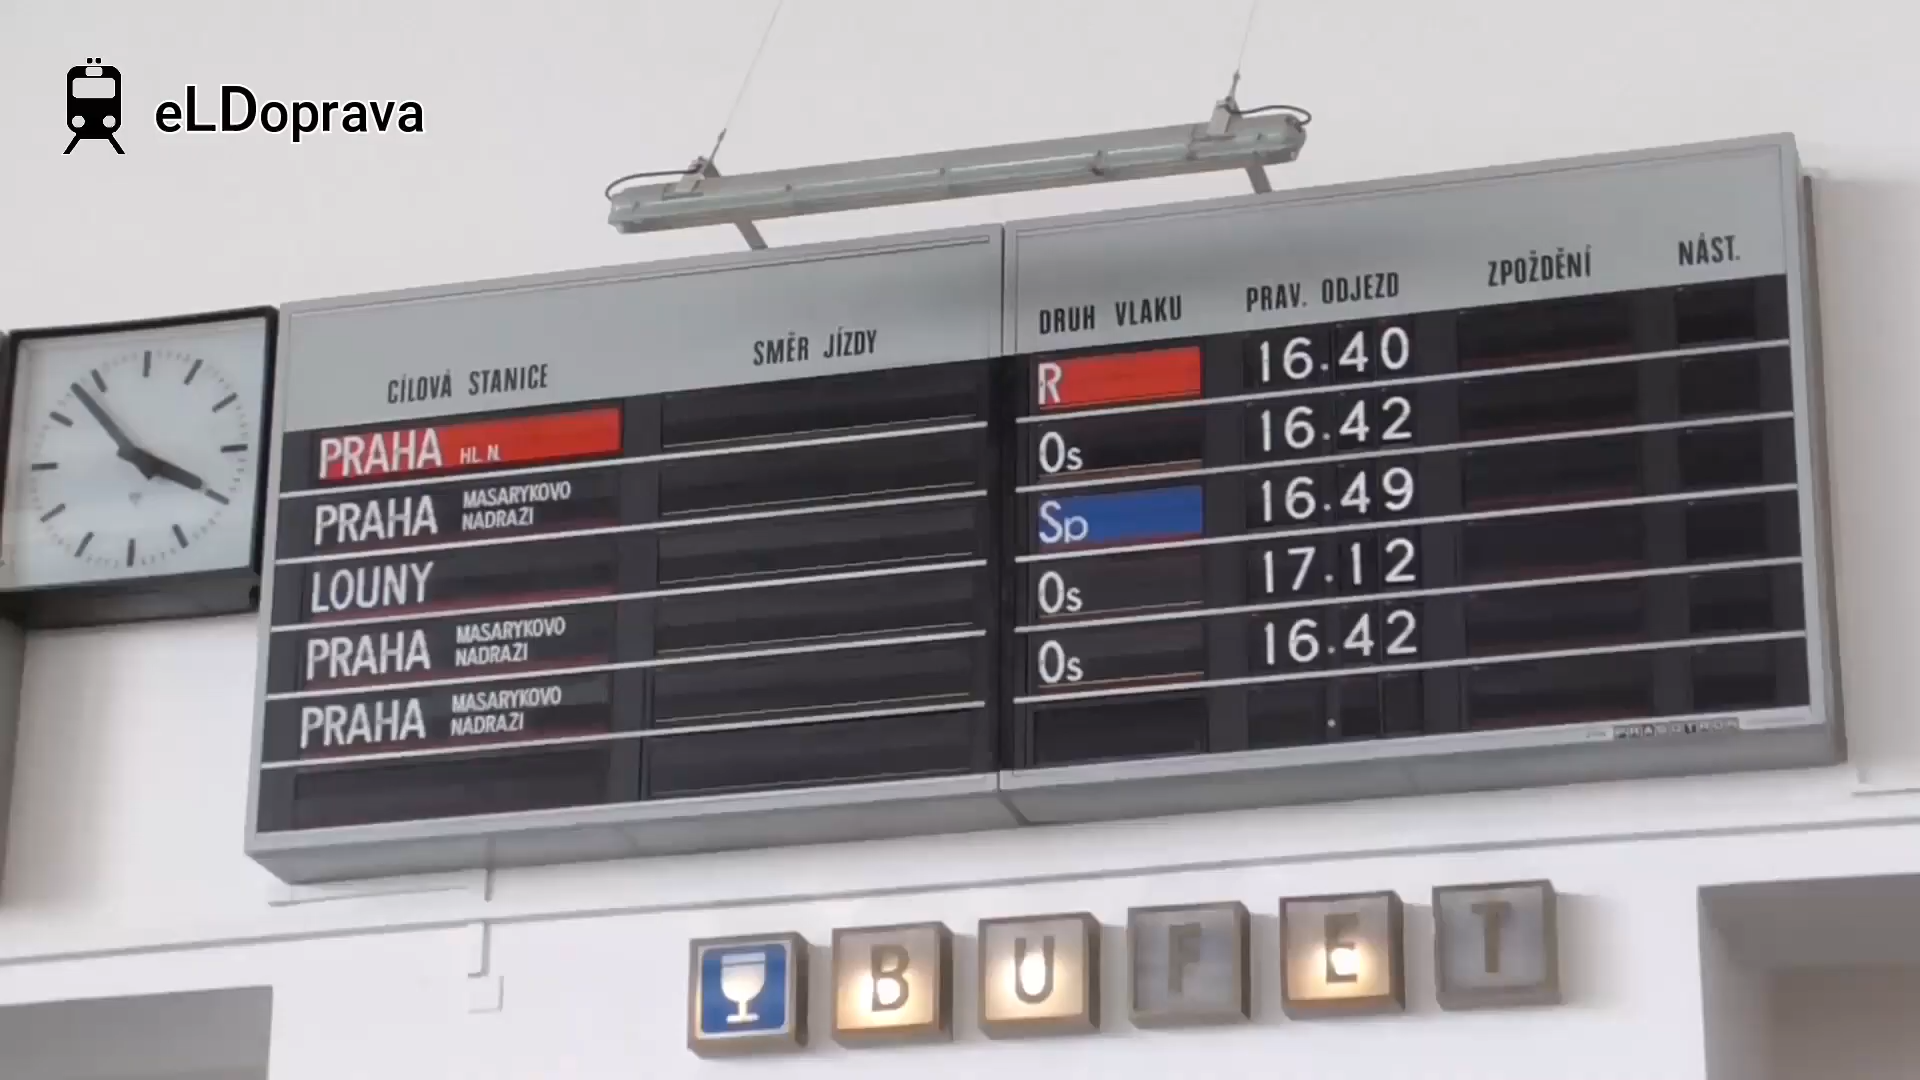 eLDoprava
CÍLOVÁ STANICE SMĚR JÍZDY DRUH VLAKU PRAV. ODJEZD ZPOŽDĚNÍ NÁST.
PRAHA HL. N. R 16.40
PRAHA MASARYKOVO NADRAZI Os 16.42
LOUNY Sp 16.49
PRAHA MASARYKOVO NADRAZI Os 17.12
PRAHA MASARYKOVO NADRAZI Os 16.42
PRAGOTRON
BUFET